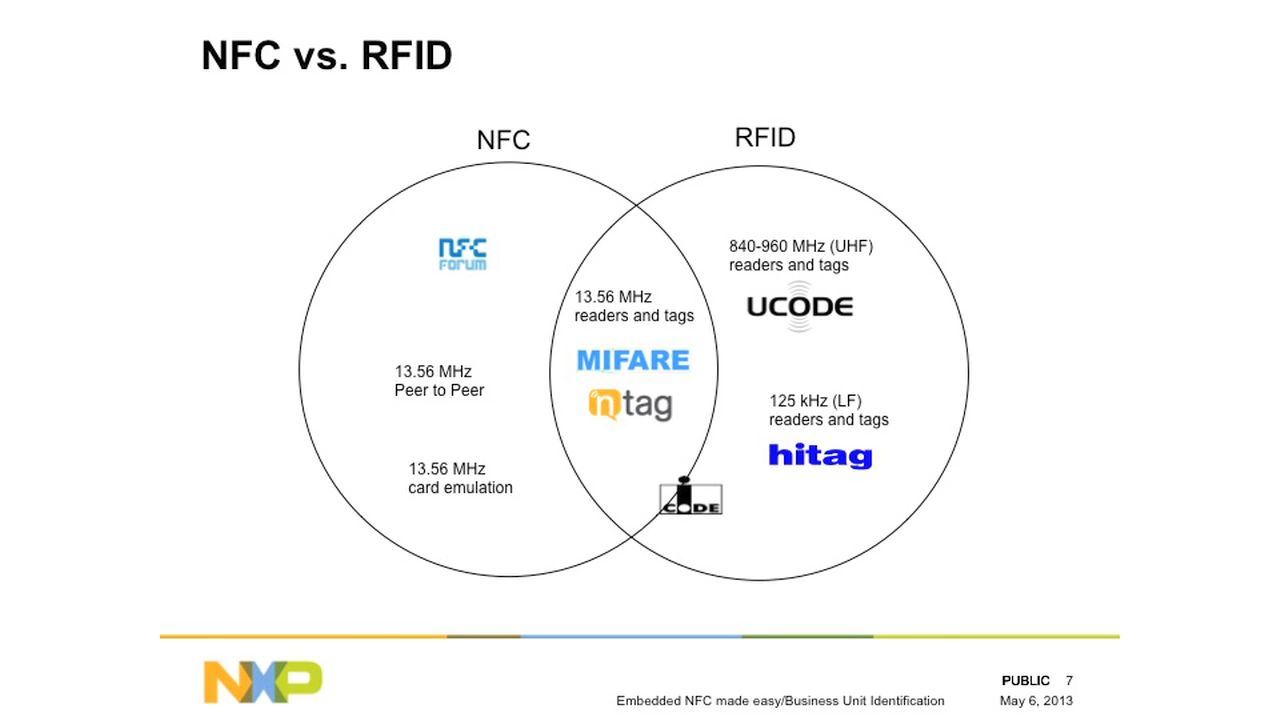 NFC vs. RFID
NFC
RFID
NFC
FORUM
13.56 MHz
Peer to Peer
13.56 MHz
card emulation
13.56 MHz
readers and tags
MIFARE
ntag
iCODE
840-960 MHz (UHF)
readers and tags
UCODE
125 kHz (LF)
readers and tags
hitag
NXP
PUBLIC 7
Embedded NFC made easy/Business Unit Identification May 6, 2013